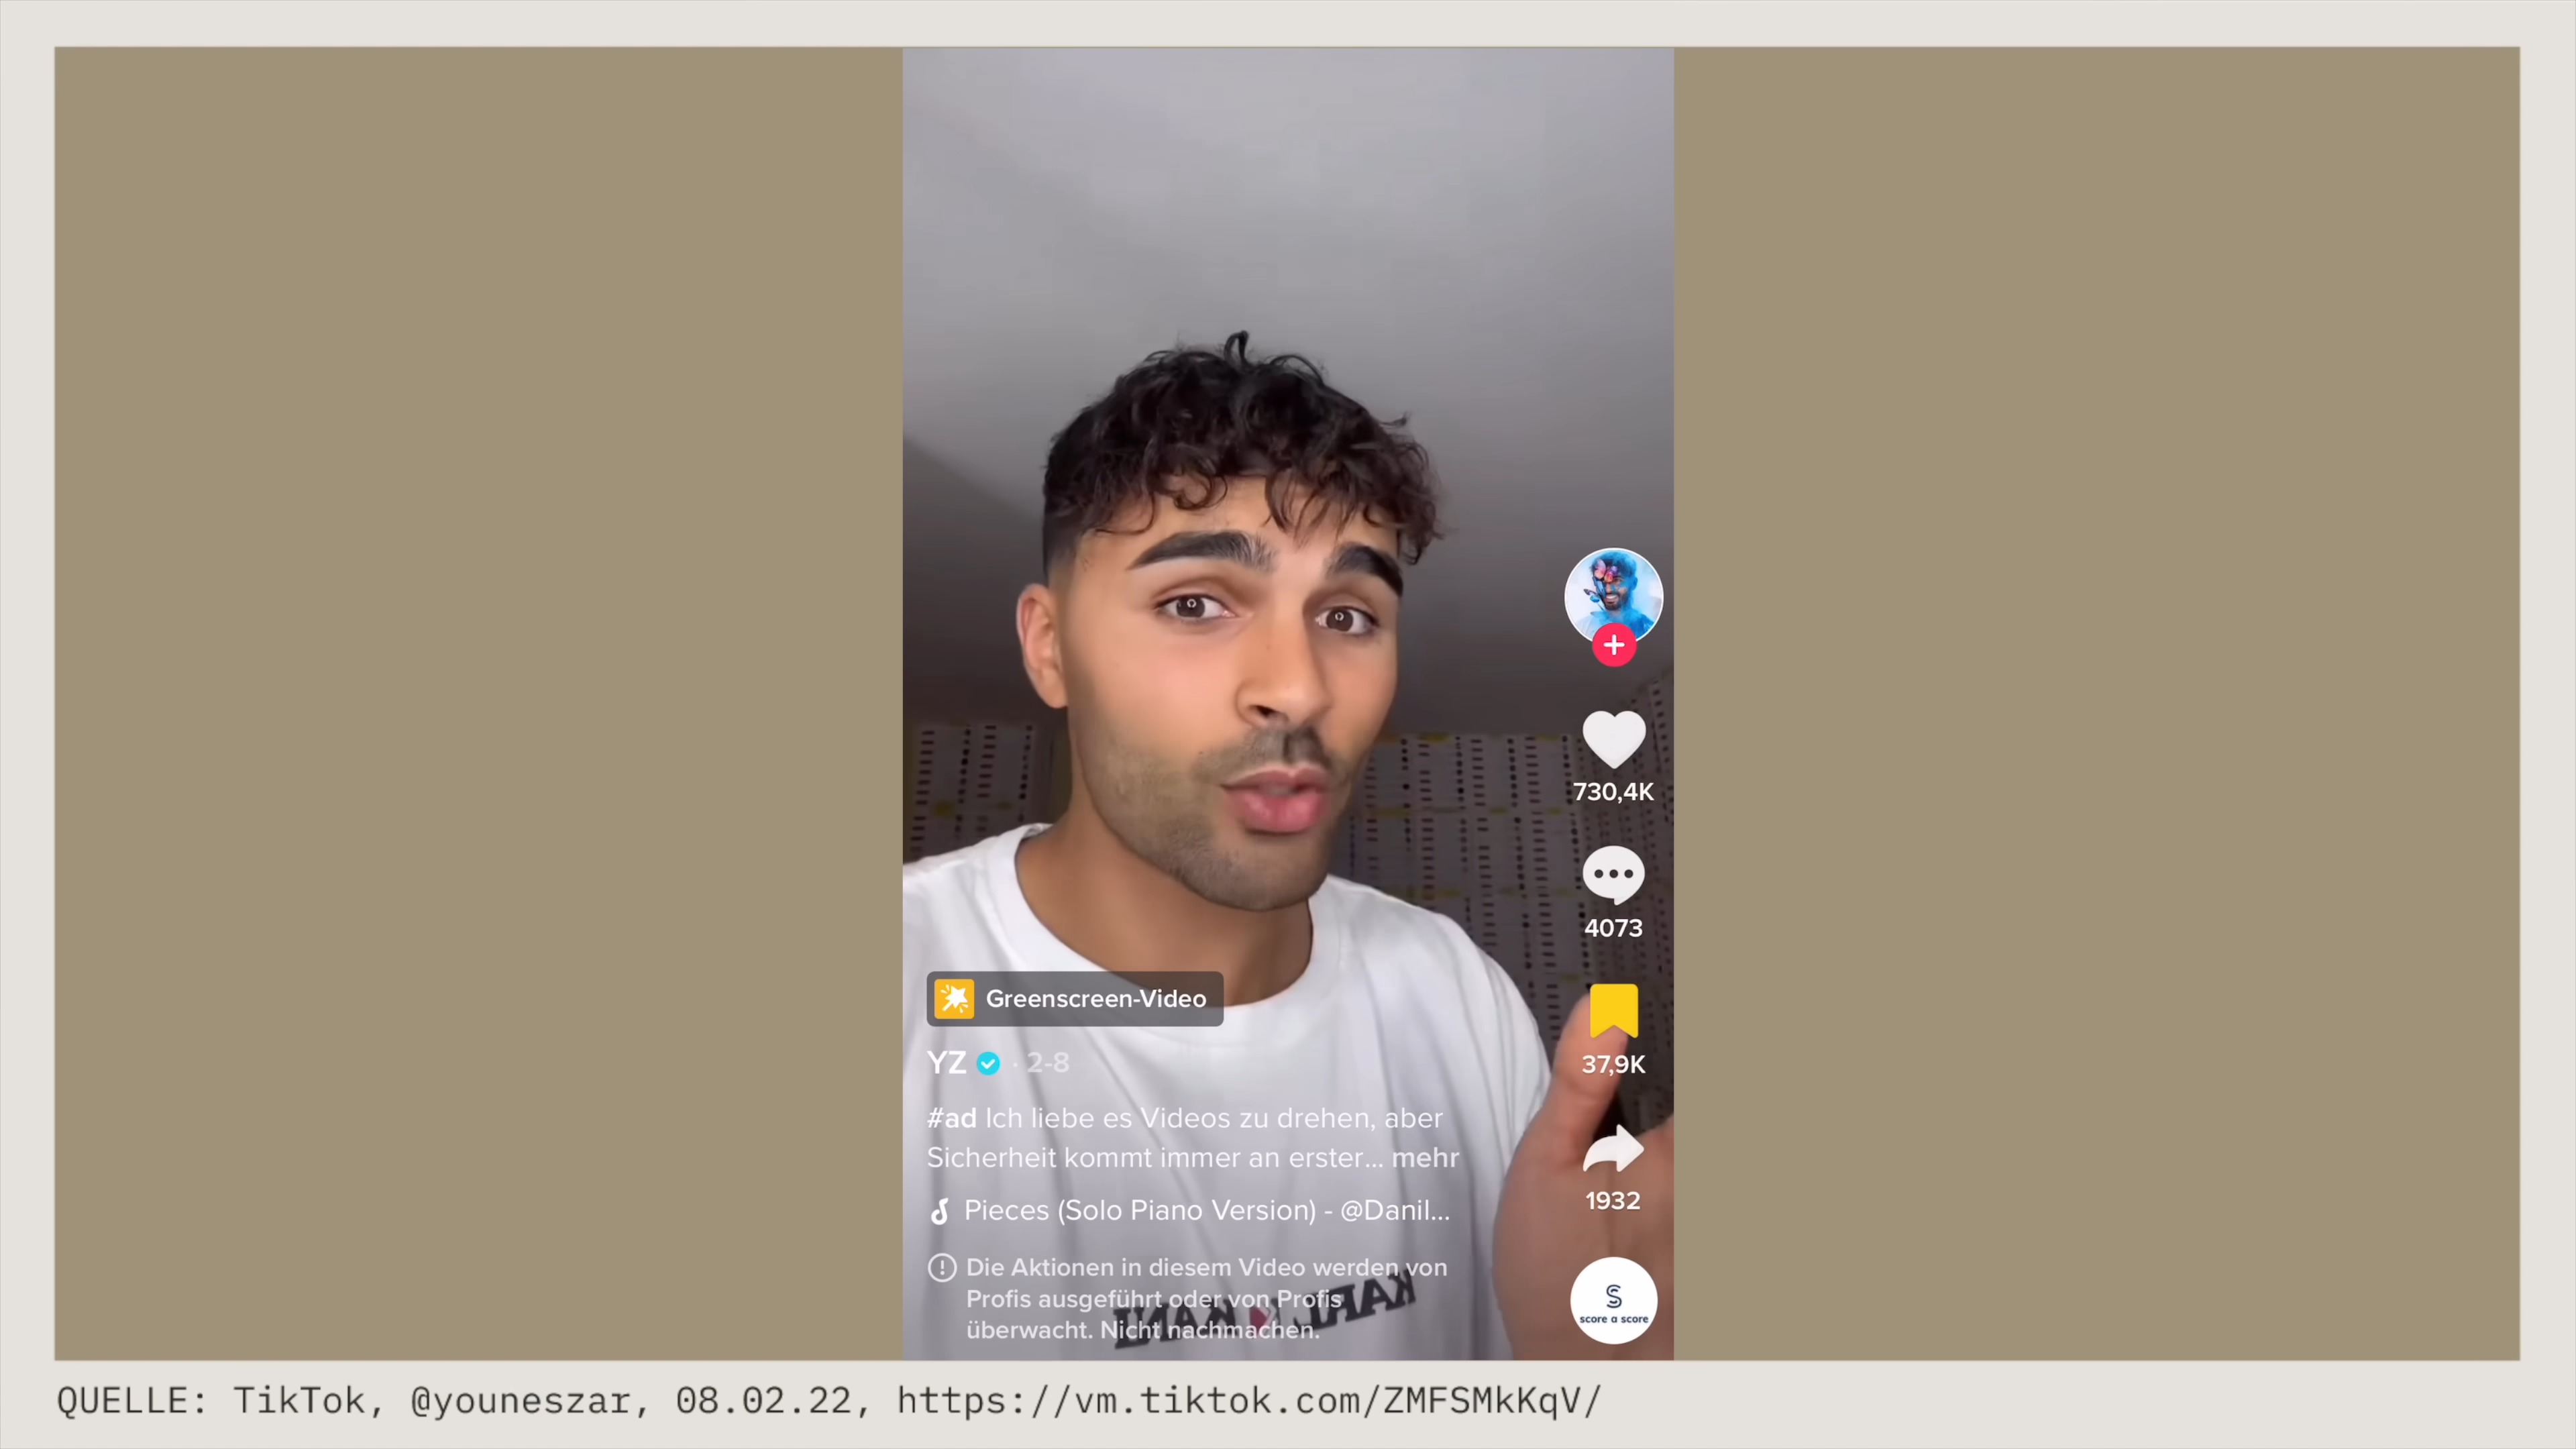 730,4K
4073
37,9K
1932
Greenscreen-Video
YZ · 2-8
#ad Ich liebe es Videos zu drehen, aber
Sicherheit kommt immer an erster... mehr
Pieces (Solo Piano Version) - @Danil...
Die Aktionen in diesem Video werden von
Profis ausgeführt oder von Profis
überwacht. Nicht nachmachen.
KARL KANI
S
score a score
QUELLE: TikTok, @youneszar, 08.02.22, https://vm.tiktok.com/ZMFSMkKqV/